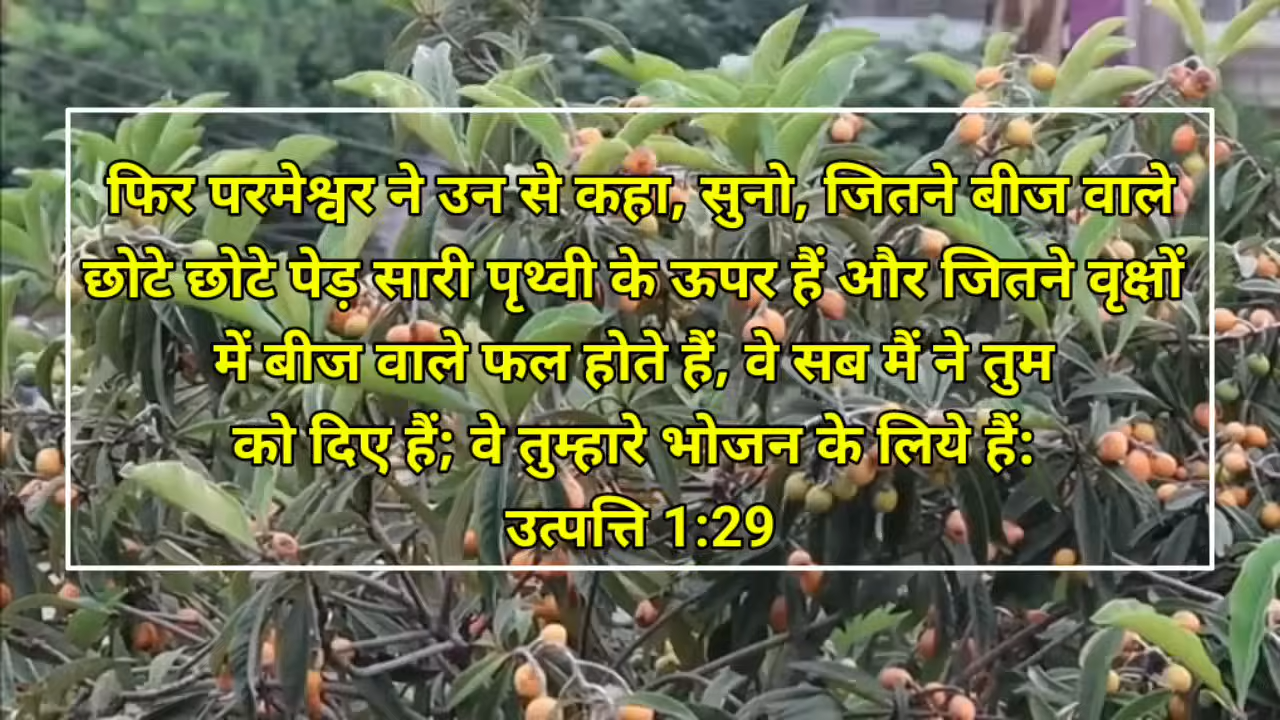 फिर परमेश्वर ने उन से कहा, सुनो, जितने बीज वाले
छोटे छोटे पेड़ सारी पृथ्वी के ऊपर हैं और जितने वृक्षों
में बीज वाले फल होते हैं, वे सब मैं ने तुम
को दिए हैं; वे तुम्हारे भोजन के लिये हैं:
उत्पत्ति 1:29